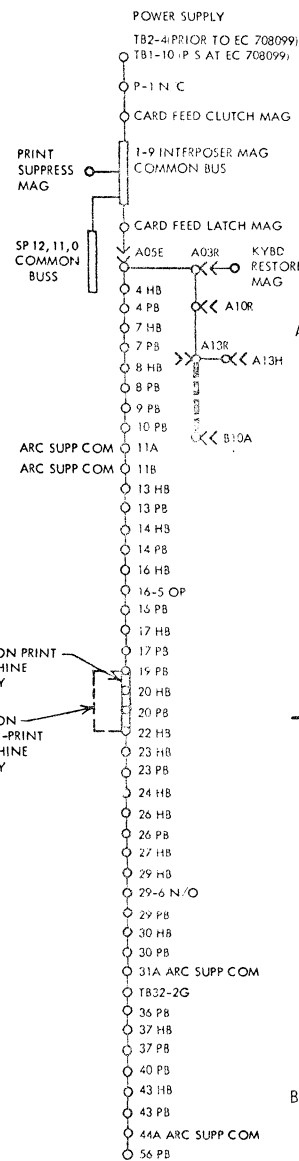 POWER SUPPLY
TB2-4(PRIOR TO EC 708099)
TB1-10 (P S AT EC 708099)
P-1 N C
CARD FEED CLUTCH MAG
PRINT
SUPPRESS
MAG
1-9 INTERPOSER MAG
COMMON BUS
SP 12, 11, 0
COMMON
BUSS
CARD FEED LATCH MAG
A05E
A03R
KYBD
RESTORE
MAG
4 HB
4 PB
A10R
7 HB
7 PB
A13R
A13H
8 HB
8 PB
9 PB
10 PB
B10A
ARC SUPP COM 11A
ARC SUPP COM 11B
13 HB
13 PB
14 HB
14 PB
16 HB
16-5 OP
16 PB
17 HB
17 PB
ON PRINT
HINE
Y
19 PB
20 HB
20 PB
ON
-PRINT
HINE
Y
22 HB
23 HB
23 PB
24 HB
26 HB
26 PB
27 HB
29 HB
29-6 N/O
29 PB
30 HB
30 PB
31A ARC SUPP COM
TB32-2G
36 PB
37 HB
37 PB
40 PB
43 HB
B
43 PB
44A ARC SUPP COM
56 PB